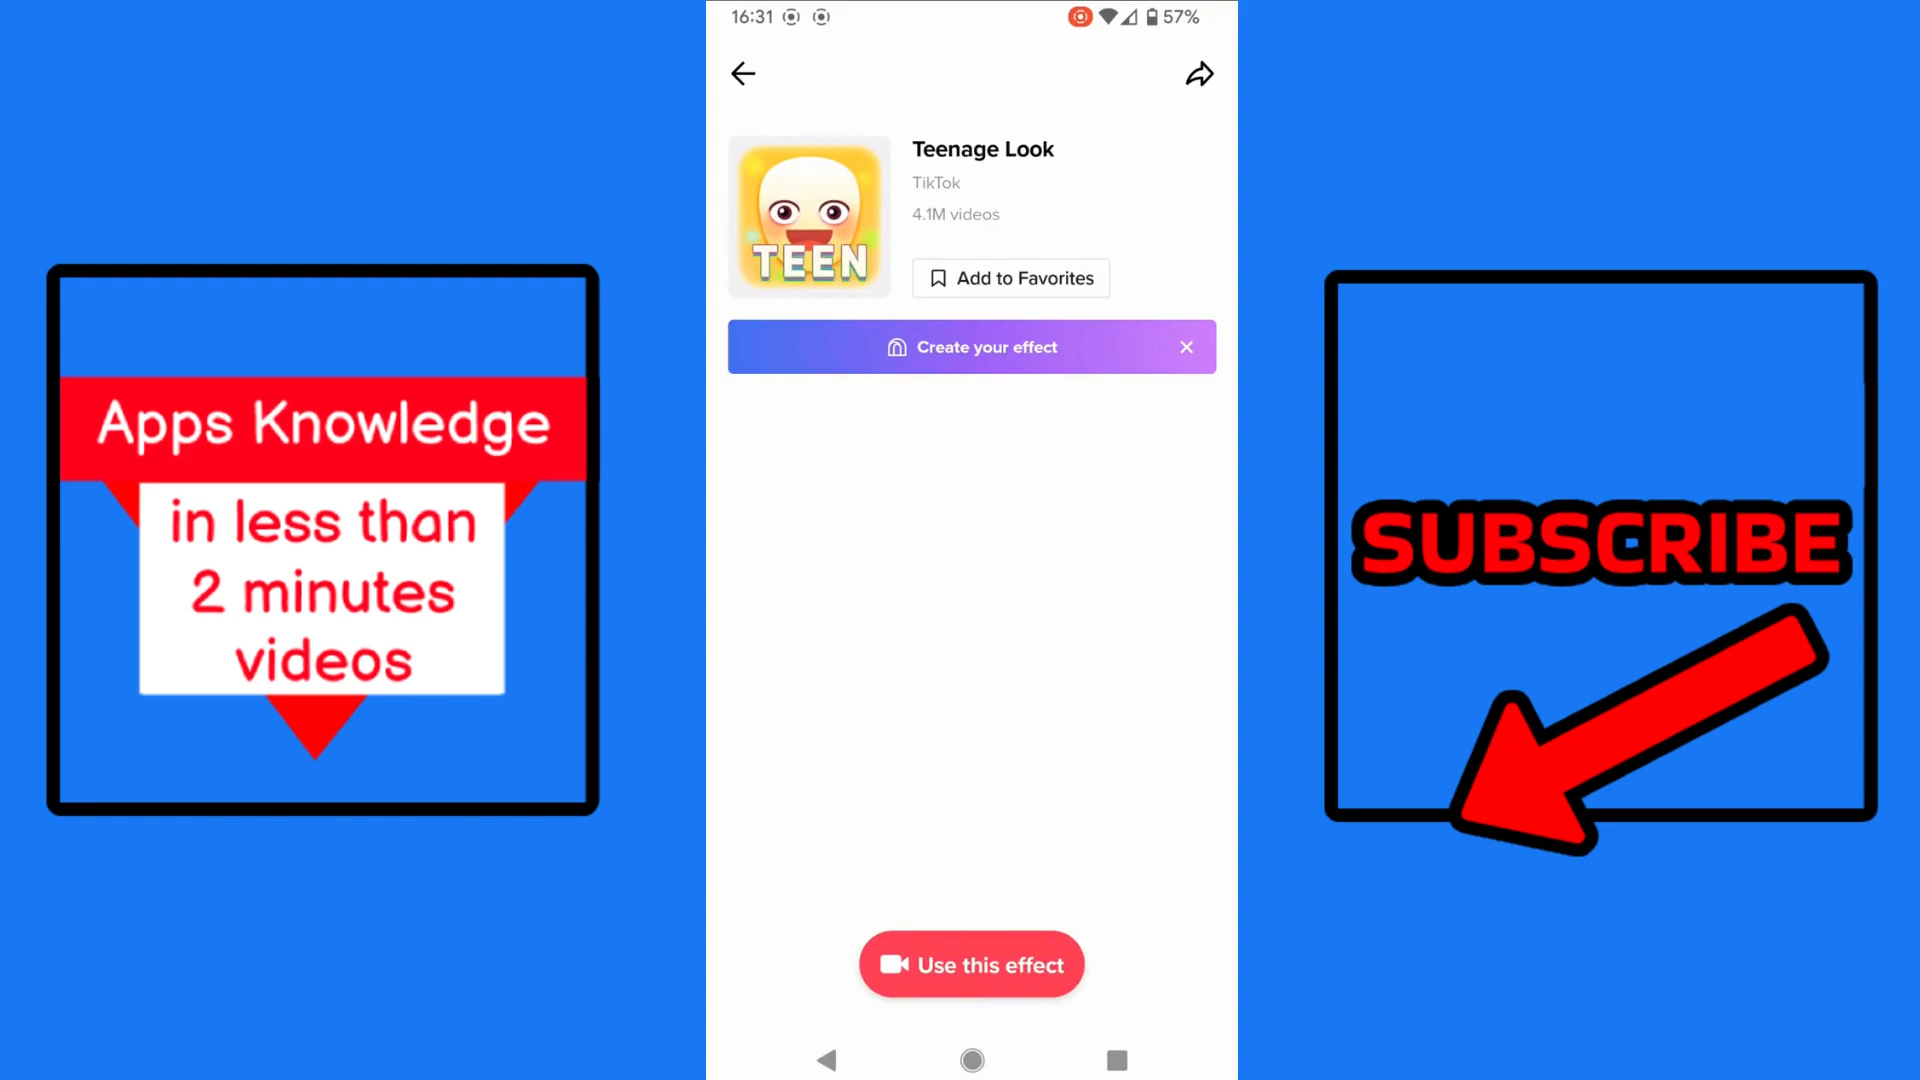 16:31
57%
Teenage Look
TikTok
4.1M videos
TEEN
Add to Favorites
Create your effect
Apps Knowledge
in less than
2 minutes
videos
SUBSCRIBE
Use this effect